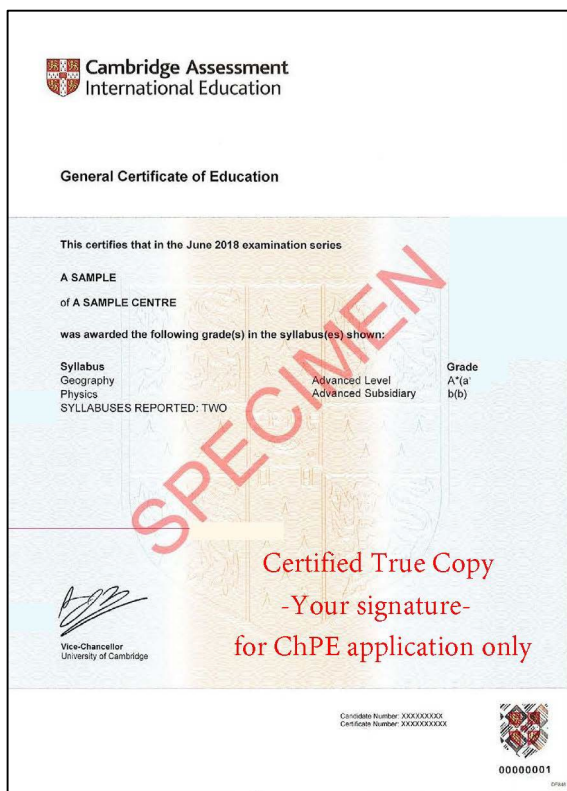 Cambridge Assessment
International Education
General Certificate of Education
This certifies that in the June 2018 examination series
A SAMPLE
of A SAMPLE CENTRE
was awarded the following grade(s) in the syllabus(es) shown:
Syllabus Grade
Geography Advanced Level A*(a
Physics Advanced Subsidiary b(b)
SYLLABUSES REPORTED: TWO
SPECIMEN
Certified True Copy
-Your signature-
for ChPE application only
Vice-Chancellor
University of Cambridge
Candidate Number: XXXXXXXXX
Certificate Number: XXXXXXXXXX
00000001